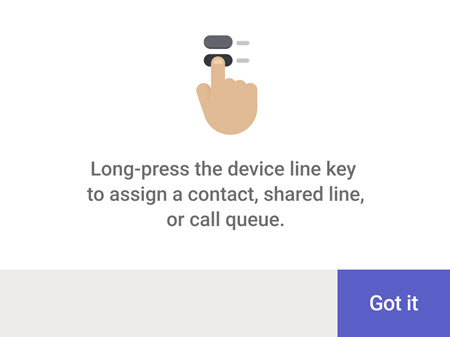 Long-press the device line key
to assign a contact, shared line,
or call queue.
Got it